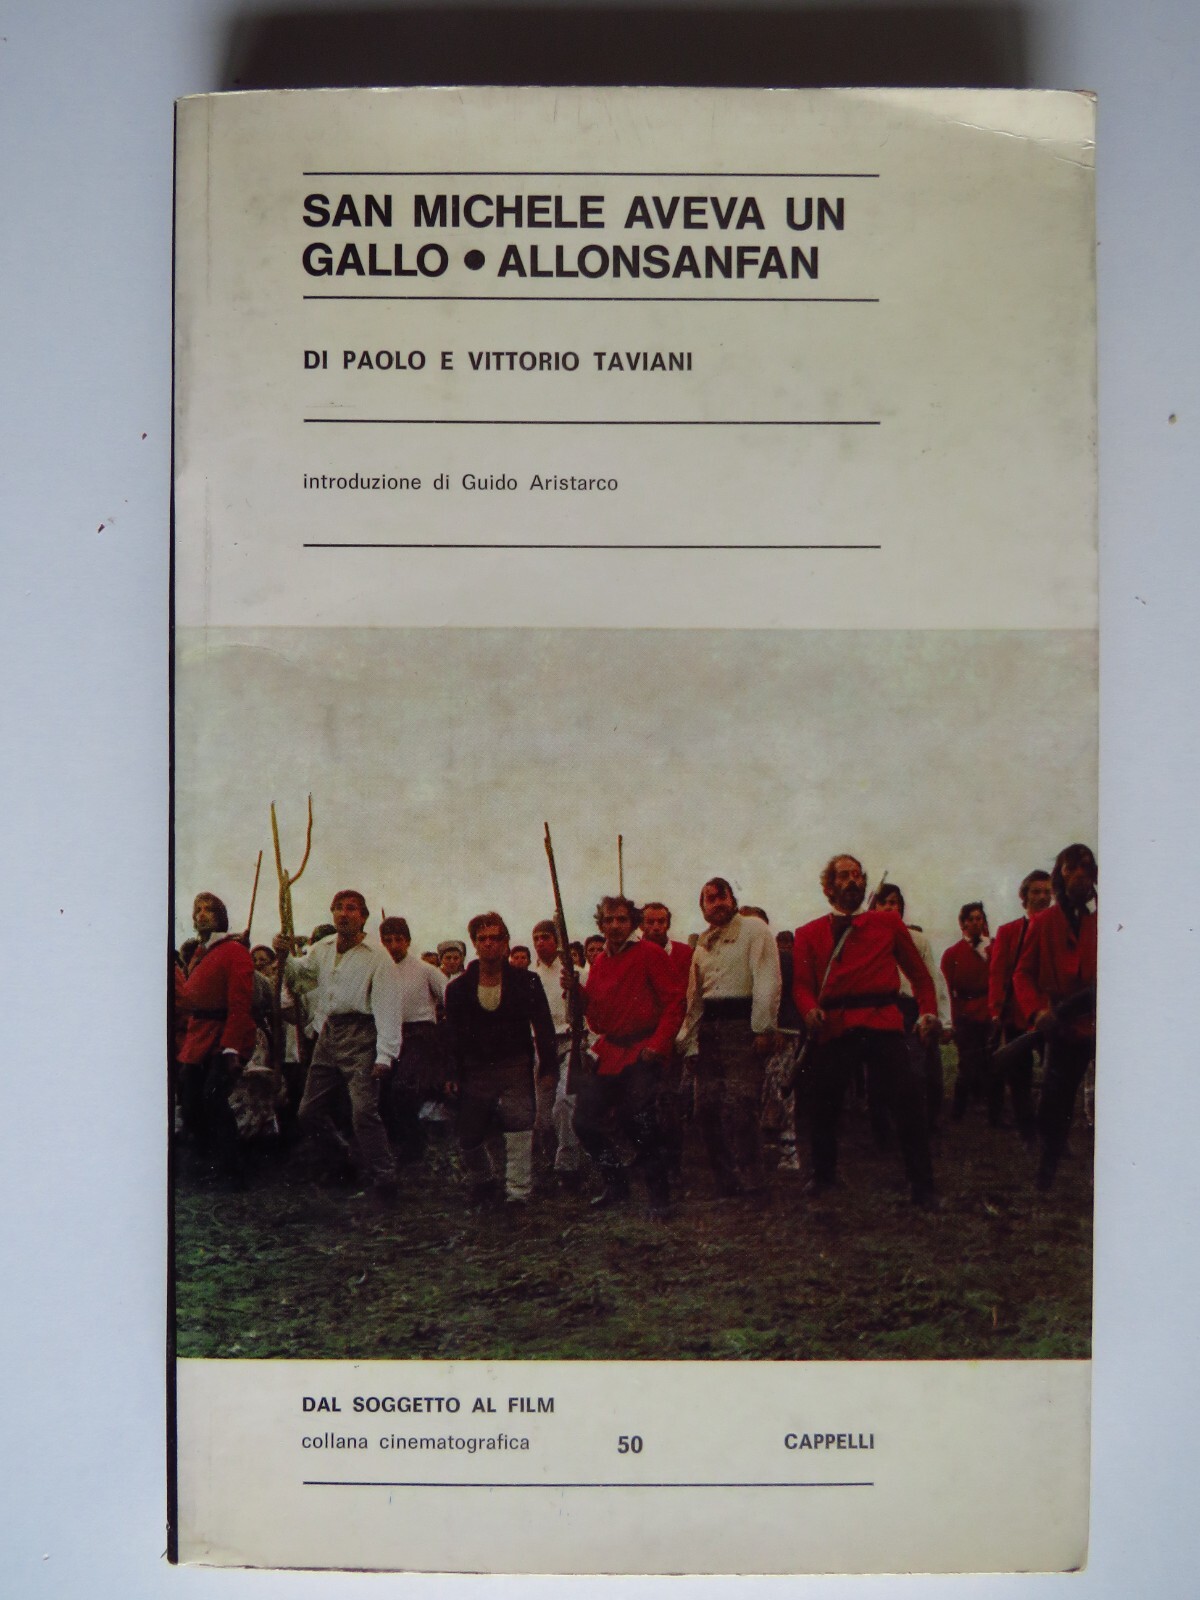 SAN MICHELE AVEVA UN
GALLO • ALLONSANFAN
DI PAOLO E VITTORIO TAVIANI
introduzione di Guido Aristarco
DAL SOGGETTO AL FILM
collana cinematografica 50 CAPPELLI